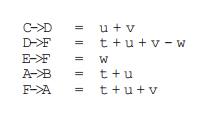 C->D = u + v
D->F = t + u + v - w
E->F = w
A->B = t + u
F->A = t + u + v